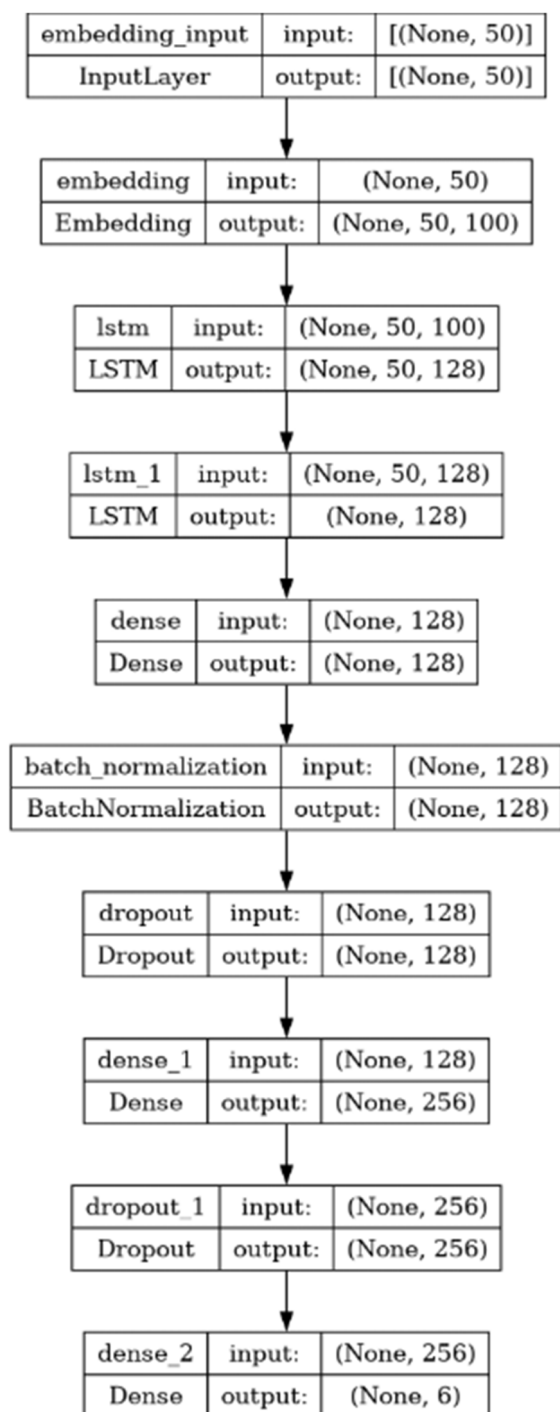 embedding_input input: [(None, 50)]
InputLayer output: [(None, 50)]
embedding input: (None, 50)
Embedding output: (None, 50, 100)
lstm input: (None, 50, 100)
LSTM output: (None, 50, 128)
lstm_1 input: (None, 50, 128)
LSTM output: (None, 128)
dense input: (None, 128)
Dense output: (None, 128)
batch_normalization input: (None, 128)
BatchNormalization output: (None, 128)
dropout input: (None, 128)
Dropout output: (None, 128)
dense_1 input: (None, 128)
Dense output: (None, 256)
dropout_1 input: (None, 256)
Dropout output: (None, 256)
dense_2 input: (None, 256)
Dense output: (None, 6)